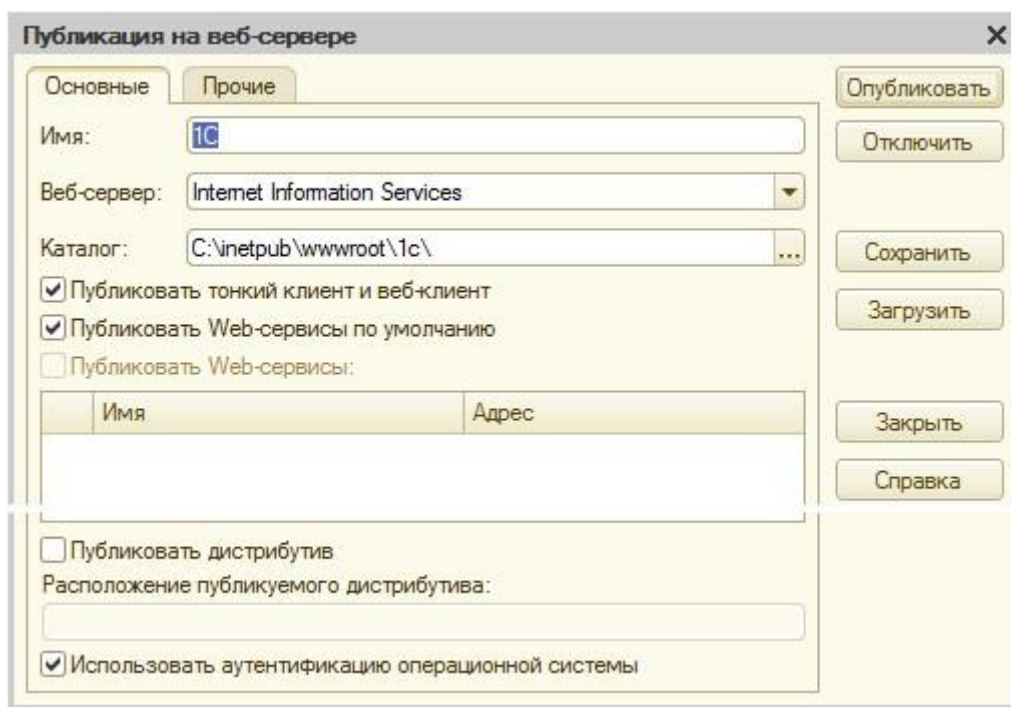 Публикация на веб-сервере
Основные Прочие
Опубликовать
Имя: 1C
Отключить
Веб-сервер: Internet Information Services
Каталог: C:\inetpub\wwwroot\1c\ ...
Сохранить
Публиковать тонкий клиент и веб-клиент
Загрузить
Публиковать Web-сервисы по умолчанию
Публиковать Web-сервисы:
Имя Адрес
Закрыть
Справка
Публиковать дистрибутив
Расположение публикуемого дистрибутива:
Использовать аутентификацию операционной системы